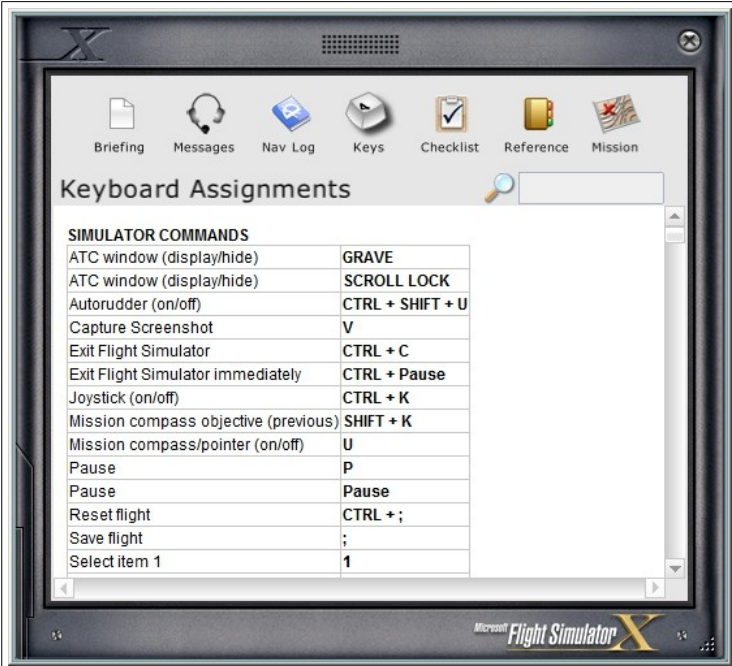 X
Briefing Messages Nav Log Keys Checklist Reference Mission
Keyboard Assignments
SIMULATOR COMMANDS
ATC window (display/hide) GRAVE
ATC window (display/hide) SCROLL LOCK
Autorudder (on/off) CTRL + SHIFT + U
Capture Screenshot V
Exit Flight Simulator CTRL + C
Exit Flight Simulator immediately CTRL + Pause
Joystick (on/off) CTRL + K
Mission compass objective (previous) SHIFT + K
Mission compass/pointer (on/off) U
Pause P
Pause Pause
Reset flight CTRL + ;
Save flight ;
Select item 1 1
Microsoft Flight Simulator X